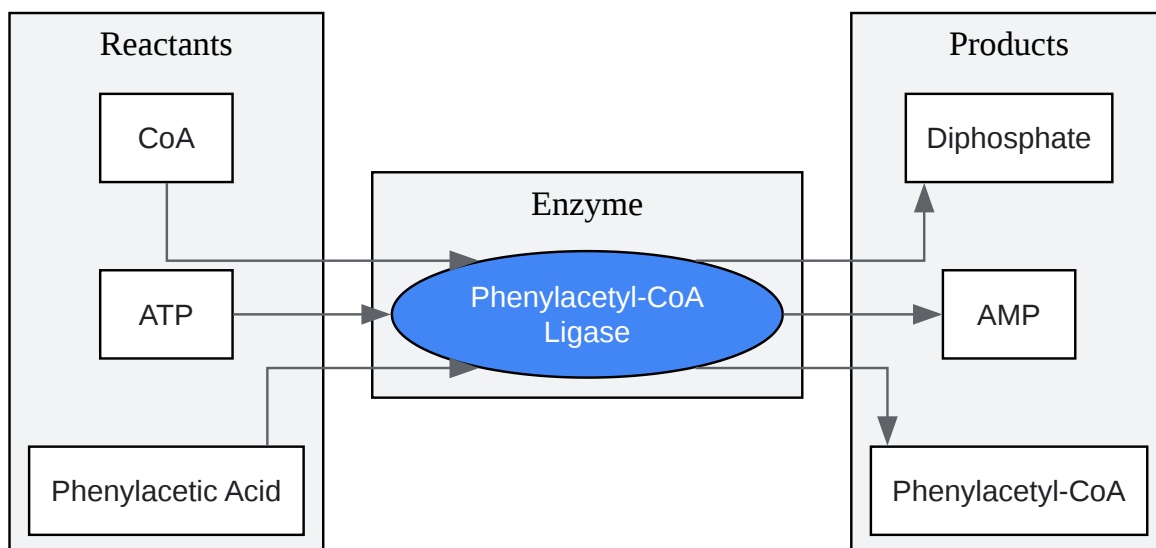 Reactants
CoA
ATP
Phenylacetic Acid
Enzyme
Phenylacetyl-CoA
Ligase
Products
Diphosphate
AMP
Phenylacetyl-CoA